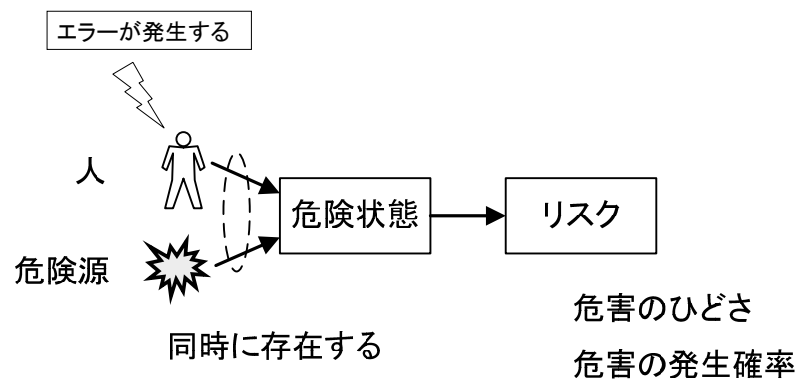 エラーが発生する
人
危険状態
リスク
危険源
同時に存在する
危害のひどさ
危害の発生確率